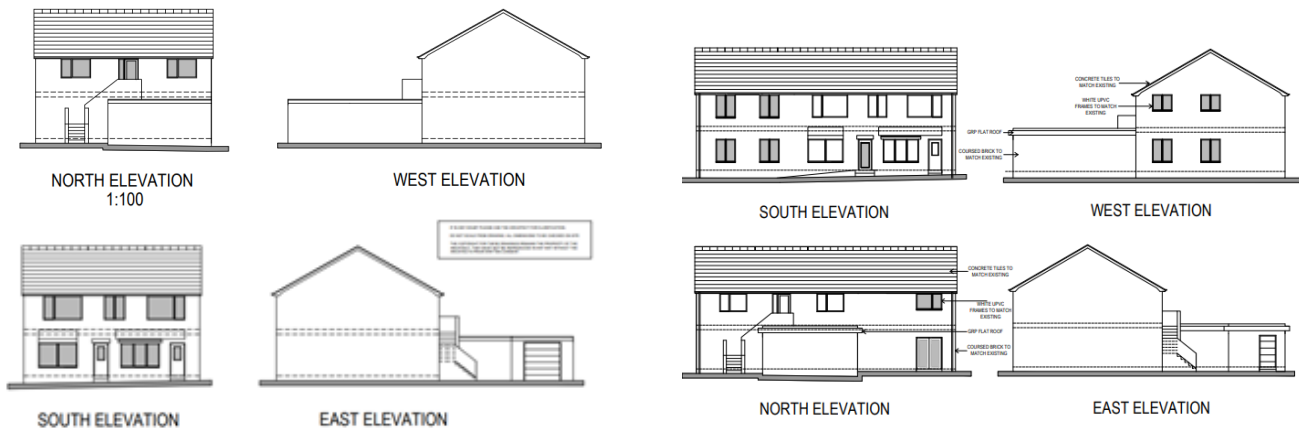 NORTH ELEVATION
1:100
WEST ELEVATION
SOUTH ELEVATION
EAST ELEVATION
SOUTH ELEVATION
CONCRETE TILES TO
MATCH EXISTING
WHITE UPVC
FRAMES TO MATCH
EXISTING
GRP FLAT ROOF
COURSED BRICK TO
MATCH EXISTING
WEST ELEVATION
CONCRETE TILES TO
MATCH EXISTING
WHITE UPVC
FRAMES TO MATCH
EXISTING
GRP FLAT ROOF
COURSED BRICK TO
MATCH EXISTING
NORTH ELEVATION
EAST ELEVATION